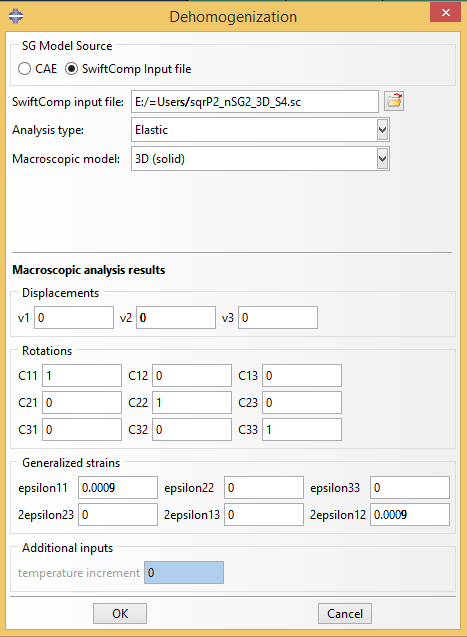 Dehomogenization
SG Model Source
CAE SwiftComp Input file
SwiftComp input file: E:/=Users/sqrP2_nSG2_3D_S4.sc
Analysis type: Elastic
Macroscopic model: 3D (solid)
Macroscopic analysis results
Displacements
v1 0 v2 0 v3 0
Rotations
C11 1 C12 0 C13 0
C21 0 C22 1 C23 0
C31 0 C32 0 C33 1
Generalized strains
epsilon11 0.0009 epsilon22 0 epsilon33 0
2epsilon23 0 2epsilon13 0 2epsilon12 0.0009
Additional inputs
temperature increment 0
OK Cancel